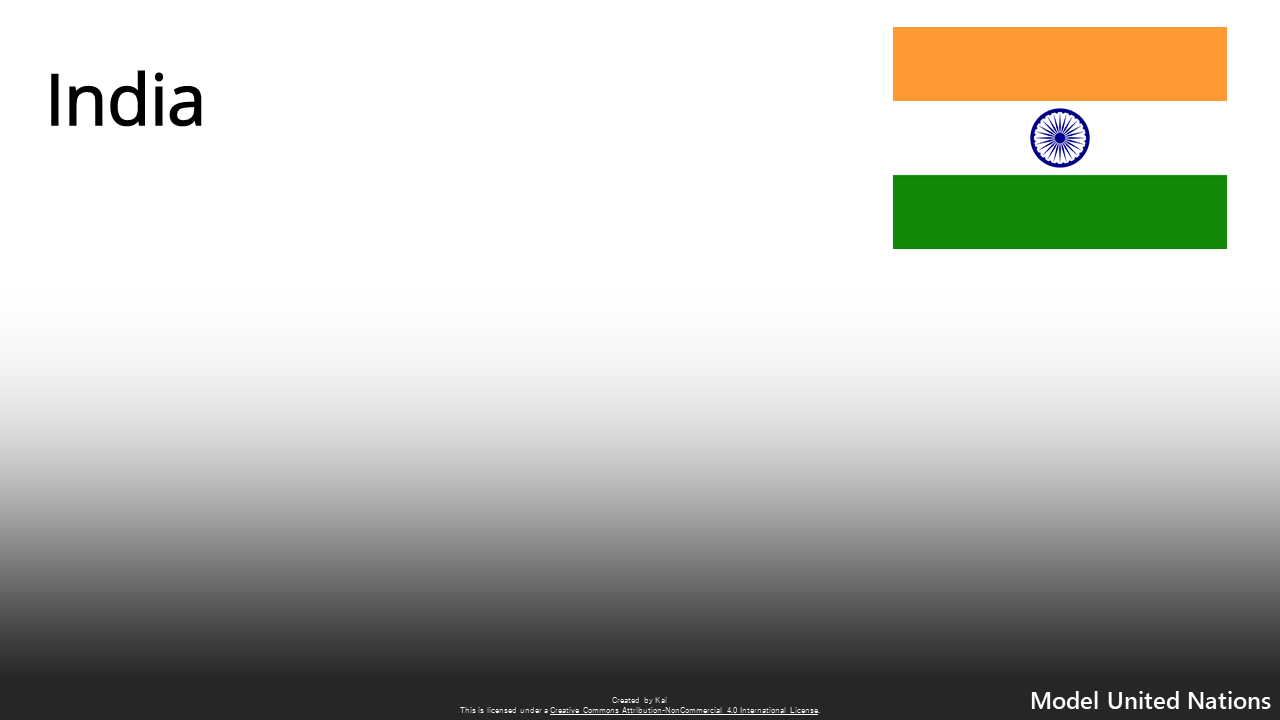 India
Created by Kai
This is licensed under a Creative Commons Attribution-NonCommercial 4.0 International License.
Model United Nations